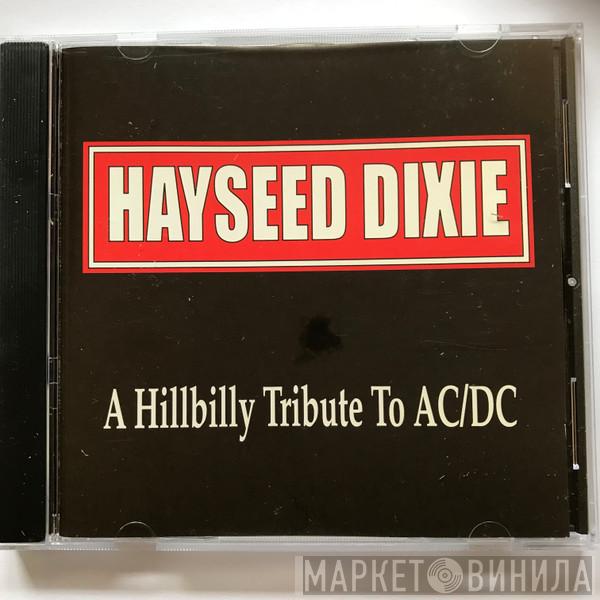 HAYSEED DIXIE
A Hillbilly Tribute To AC/DC
МАРКЕТ ВИНИЛА